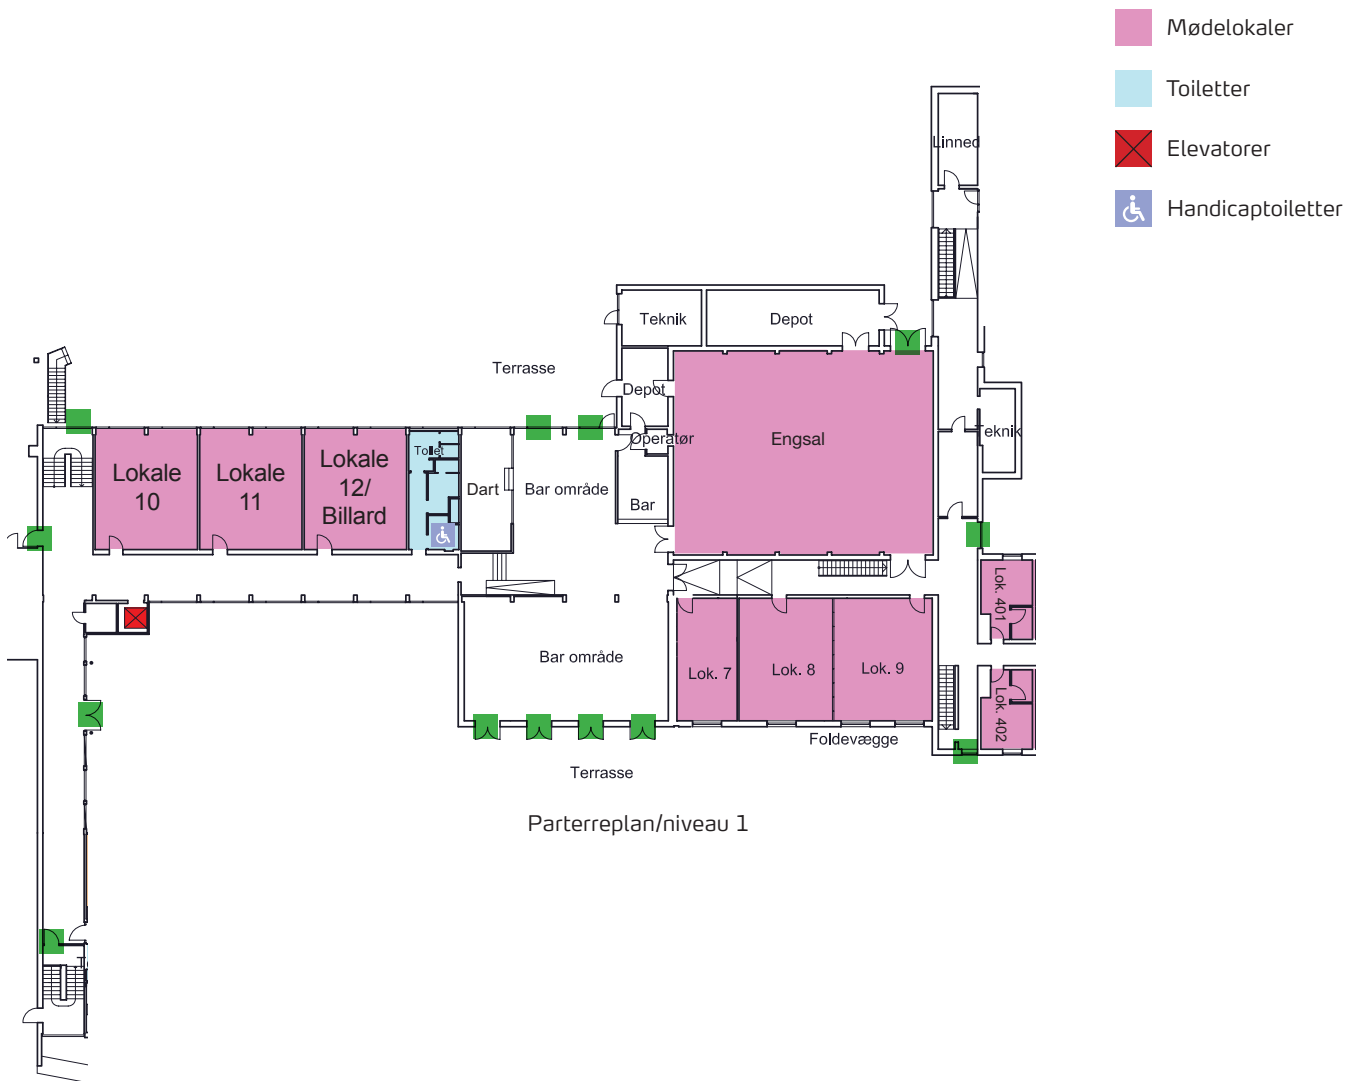 Mødelokaler
Toiletter
Elevatorer
Handicaptoiletter
Linned
Teknik
Depot
Terrasse
Depot
Operatør
Engsal
Teknik
Lokale
10
Lokale
11
Lokale
12/
Billard
Toilet
Dart
Bar område
Bar
Lok. 401
Bar område
Lok. 7
Lok. 8
Lok. 9
Lok. 402
Foldevægge
Terrasse
Parterreplan/niveau 1